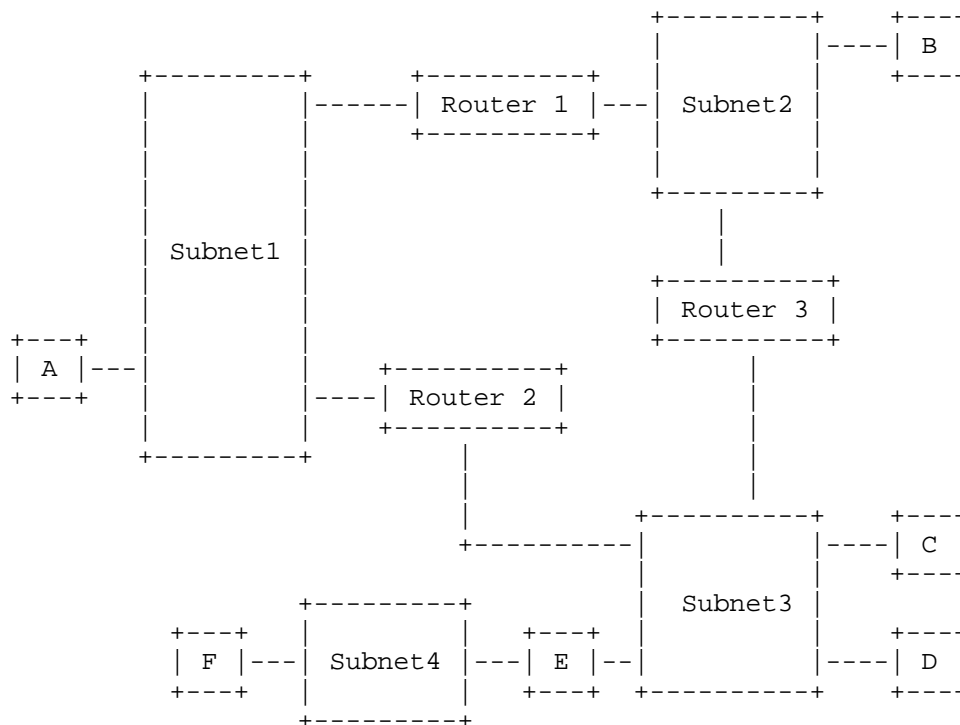 B
Router 1
Subnet2
Subnet1
Router 3
A
Router 2
C
Subnet3
F
Subnet4
E
D